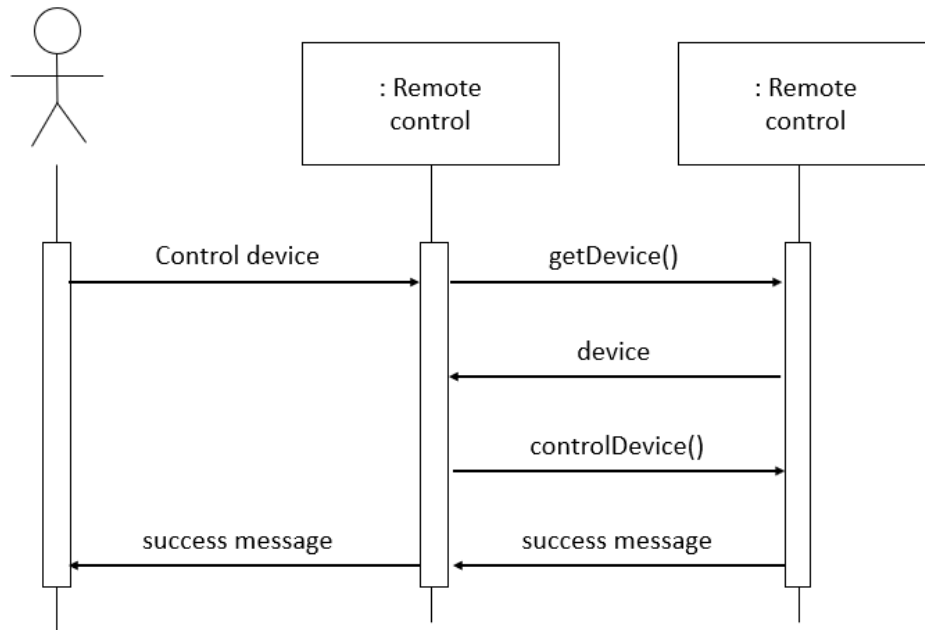 : Remote
control
: Remote
control
Control device
getDevice()
device
controlDevice()
success message
success message